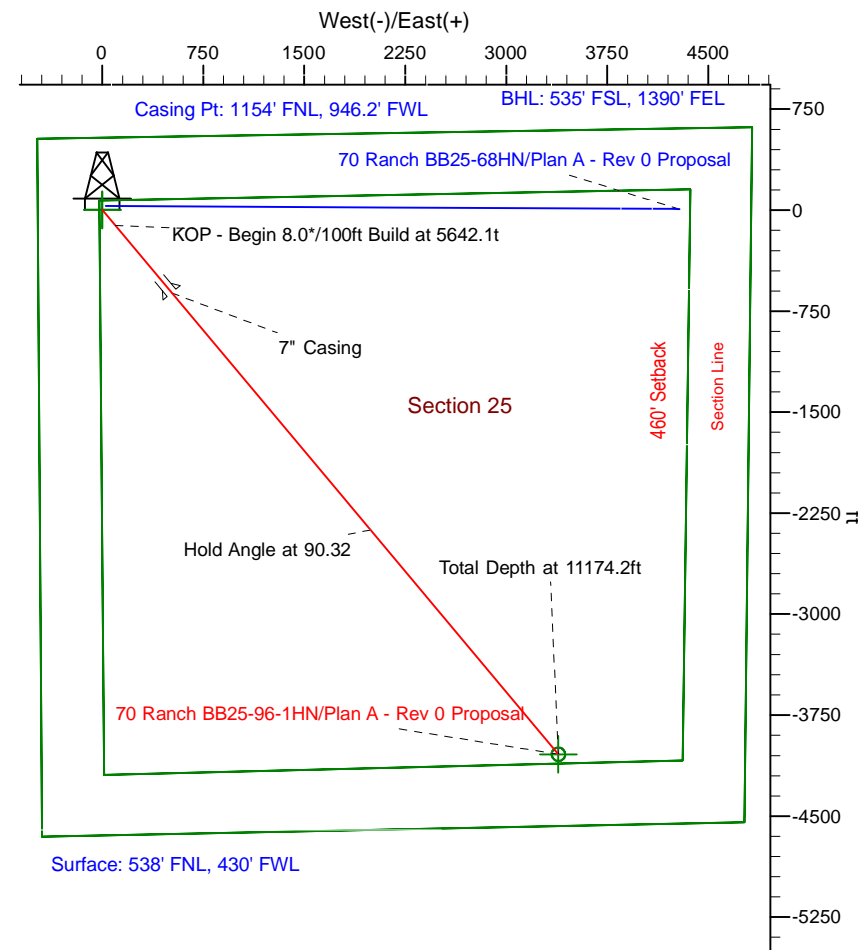 West(-)/East(+)
0 750 1500 2250 3000 3750 4500
Casing Pt: 1154' FNL, 946.2' FWL
BHL: 535' FSL, 1390' FEL
750
70 Ranch BB25-68HN/Plan A - Rev 0 Proposal
0
KOP - Begin 8.0*/100ft Build at 5642.1t
-750
7" Casing
460' Setback
Section Line
Section 25
-1500
-2250
ft
Hold Angle at 90.32
Total Depth at 11174.2ft
-3000
70 Ranch BB25-96-1HN/Plan A - Rev 0 Proposal
-3750
-4500
Surface: 538' FNL, 430' FWL
-5250